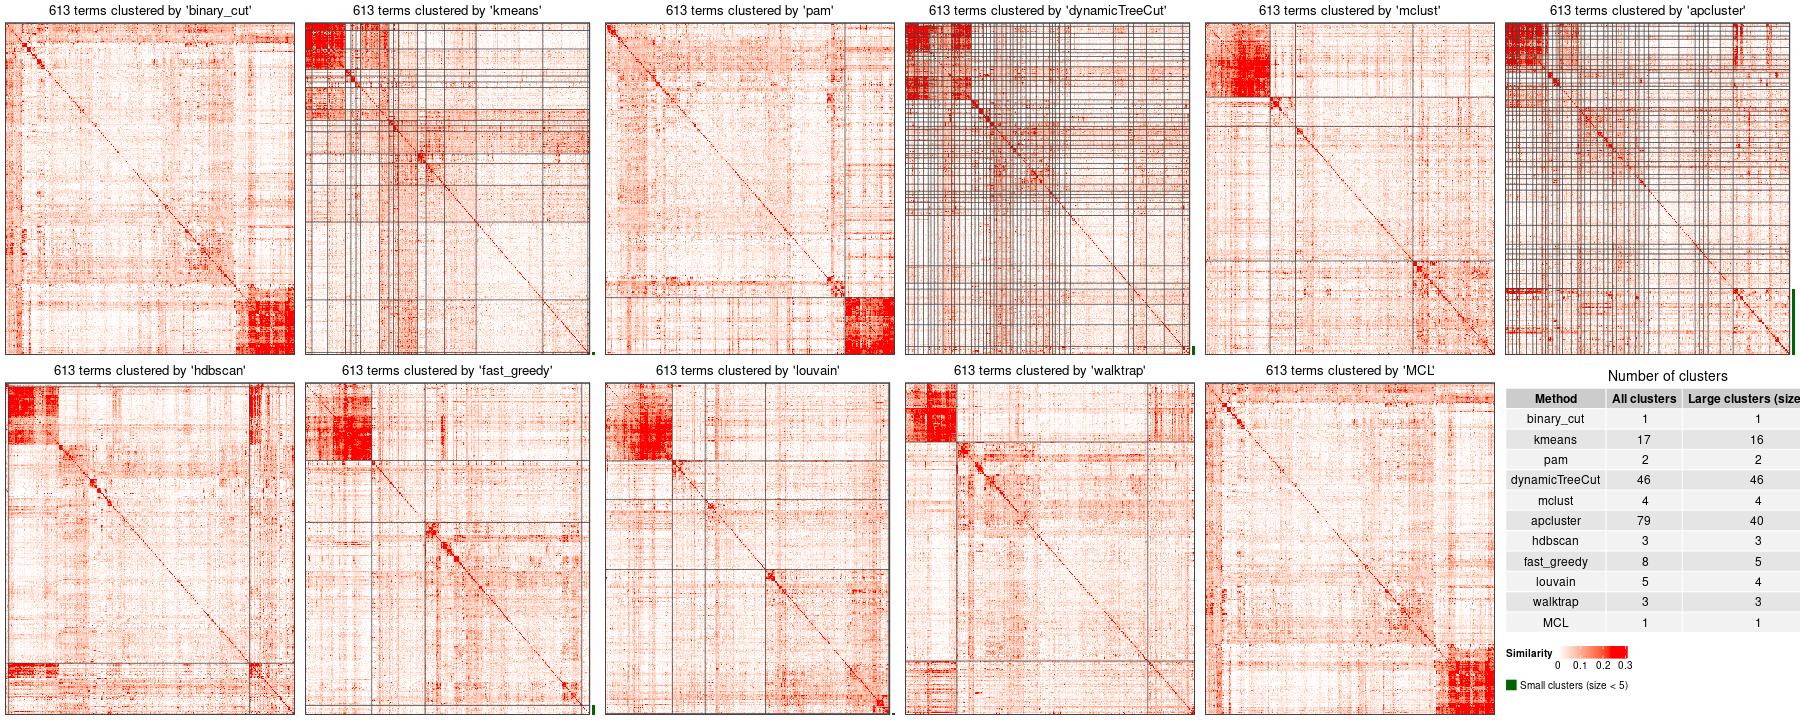 613 terms clustered by 'binary_cut'
613 terms clustered by 'kmeans'
613 terms clustered by 'pam'
613 terms clustered by 'dynamicTreeCut'
613 terms clustered by 'mclust'
613 terms clustered by 'apcluster'
613 terms clustered by 'hdbscan'
613 terms clustered by 'fast_greedy'
613 terms clustered by 'louvain'
613 terms clustered by 'walktrap'
613 terms clustered by 'MCL'
Number of clusters
Method All clusters Large clusters (size
binary_cut 1 1
kmeans 17 16
pam 2 2
dynamicTreeCut 46 46
mclust 4 4
apcluster 79 40
hdbscan 3 3
fast_greedy 8 5
louvain 5 4
walktrap 3 3
MCL 1 1
Similarity
0 0.1 0.2 0.3
Small clusters (size < 5)